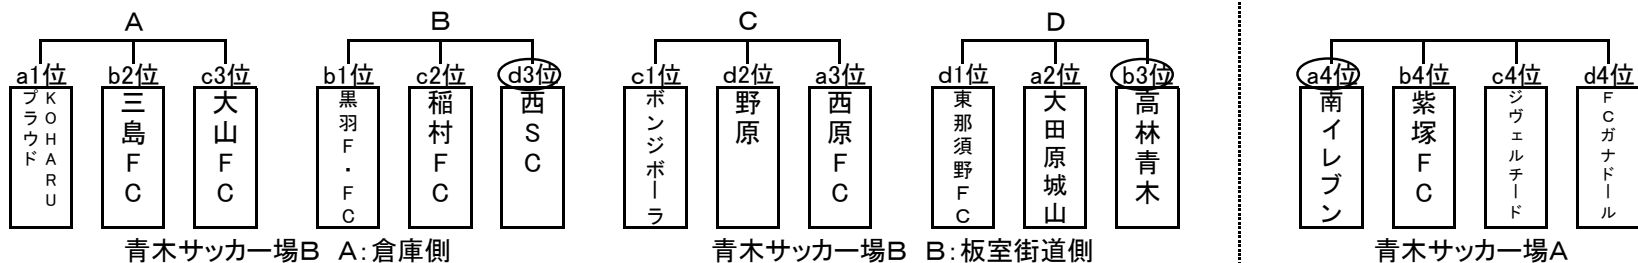 A B C D
a1位 b2位 c3位 b1位 c2位 d3位 c1位 d2位 a3位 d1位 a2位 b3位 a4位 b4位 c4位 d4位
KOHARU
プラウド
三島FC
大山FC
黒羽F・FC
稲村FC
西SC
ボンジボーラ
野原
西原FC
東那須野FC
大田原城山
高林青木
南イレブン
紫塚FC
ジヴェルチード
FCガナドール
青木サッカー場B A:倉庫側 青木サッカー場B B:板室街道側 青木サッカー場A